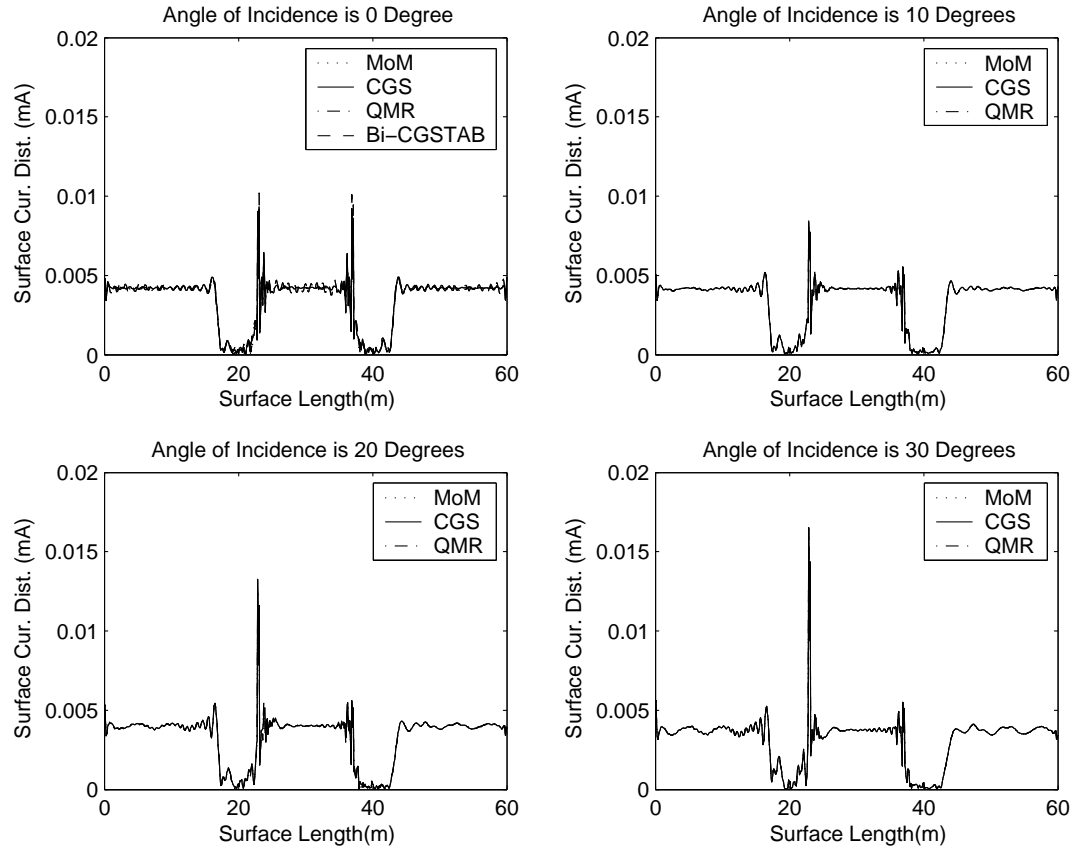 Angle of Incidence is 0 Degree
Surface Cur. Dist. (mA)
0.02
0.015
0.01
0.005
0
MoM
CGS
QMR
Bi−CGSTAB
0 20 40 60
Surface Length(m)
Angle of Incidence is 10 Degrees
Surface Cur. Dist. (mA)
0.02
0.015
0.01
0.005
0
MoM
CGS
QMR
0 20 40 60
Surface Length(m)
Angle of Incidence is 20 Degrees
Surface Cur. Dist. (mA)
0.02
0.015
0.01
0.005
0
MoM
CGS
QMR
0 20 40 60
Surface Length(m)
Angle of Incidence is 30 Degrees
Surface Cur. Dist. (mA)
0.02
0.015
0.01
0.005
0
MoM
CGS
QMR
0 20 40 60
Surface Length(m)